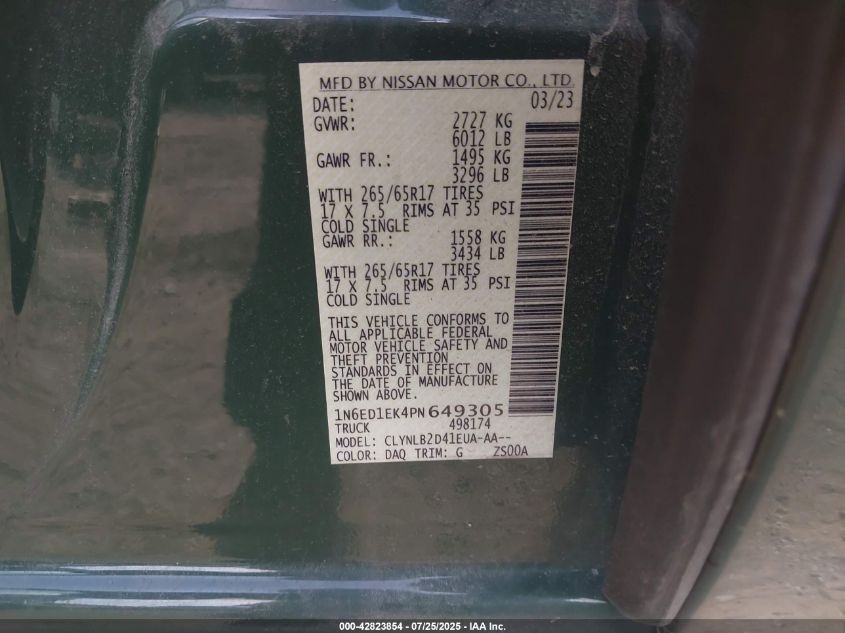 MFD BY NISSAN MOTOR CO., LTD.
DATE: 03/23
GVWR: 2727 KG
6012 LB
GAWR FR.: 1495 KG
3296 LB
WITH 265/65R17 TIRES
17 X 7.5 RIMS AT 35 PSI
COLD SINGLE
GAWR RR.: 1558 KG
3434 LB
WITH 265/65R17 TIRES
17 X 7.5 RIMS AT 35 PSI
COLD SINGLE
THIS VEHICLE CONFORMS TO
ALL APPLICABLE FEDERAL
MOTOR VEHICLE SAFETY AND
THEFT PREVENTION
STANDARDS IN EFFECT ON
THE DATE OF MANUFACTURE
SHOWN ABOVE.
1N6ED1EK4PN649305
TRUCK 498174
MODEL: CLYNLB2D41EUA-AA--
COLOR: DAQ TRIM: G ZS00A
000-42823854 - 07/25/2025 - IAA Inc.